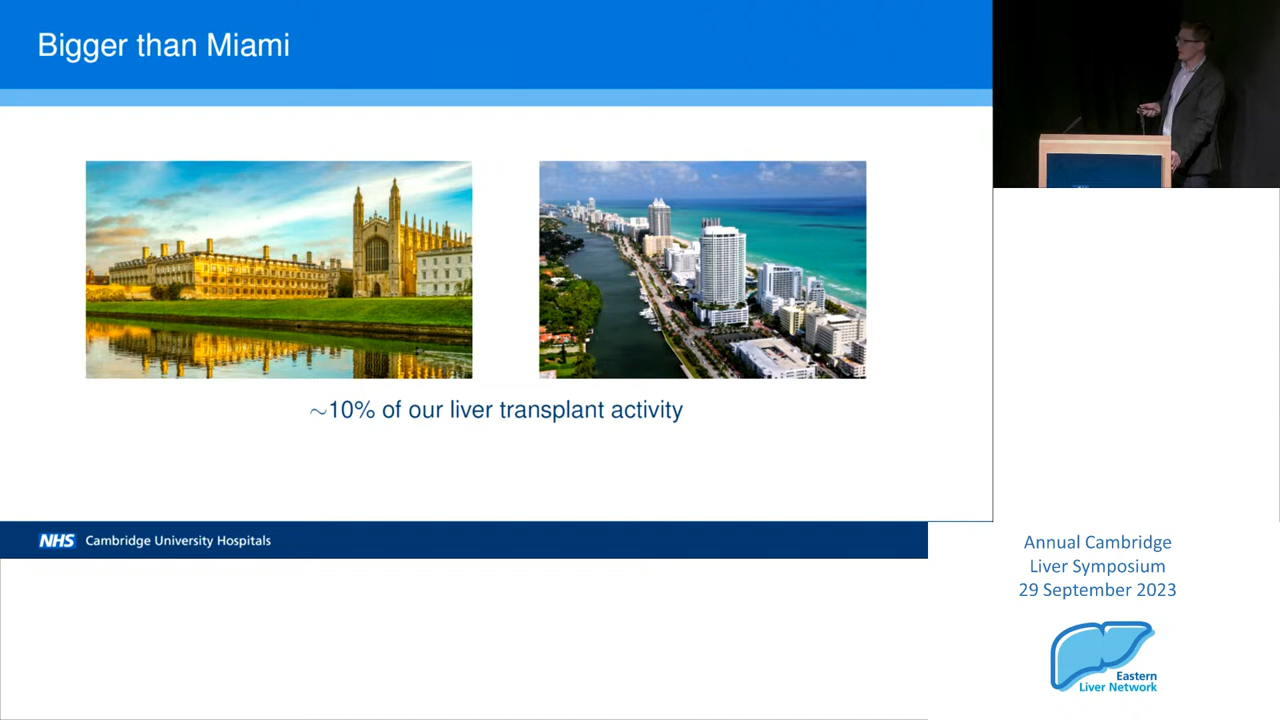 Bigger than Miami
~10% of our liver transplant activity
NHS Cambridge University Hospitals
Annual Cambridge
Liver Symposium
29 September 2023
Eastern
Liver Network